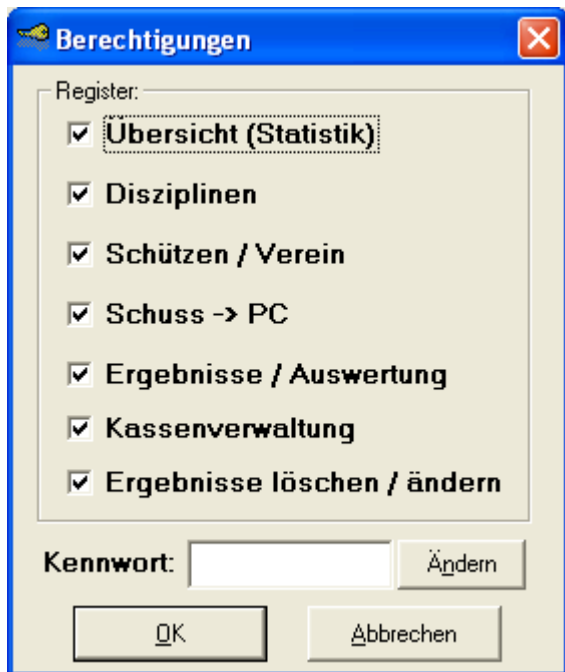 Berechtigungen
Register:
Übersicht (Statistik)
Disziplinen
Schützen / Verein
Schuss -> PC
Ergebnisse / Auswertung
Kassenverwaltung
Ergebnisse löschen / ändern
Kennwort: Ändern
OK Abbrechen